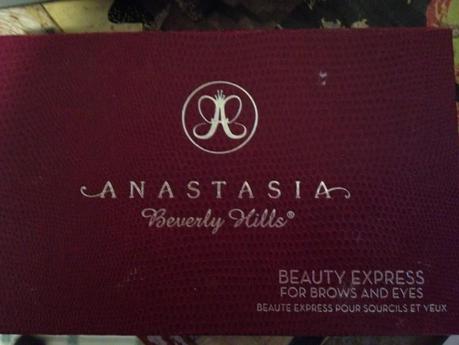 A
ANASTASIA
Beverly Hills®
BEAUTY EXPRESS
FOR BROWS AND EYES
BEAUTE EXPRESS POUR SOURCILS ET YEUX